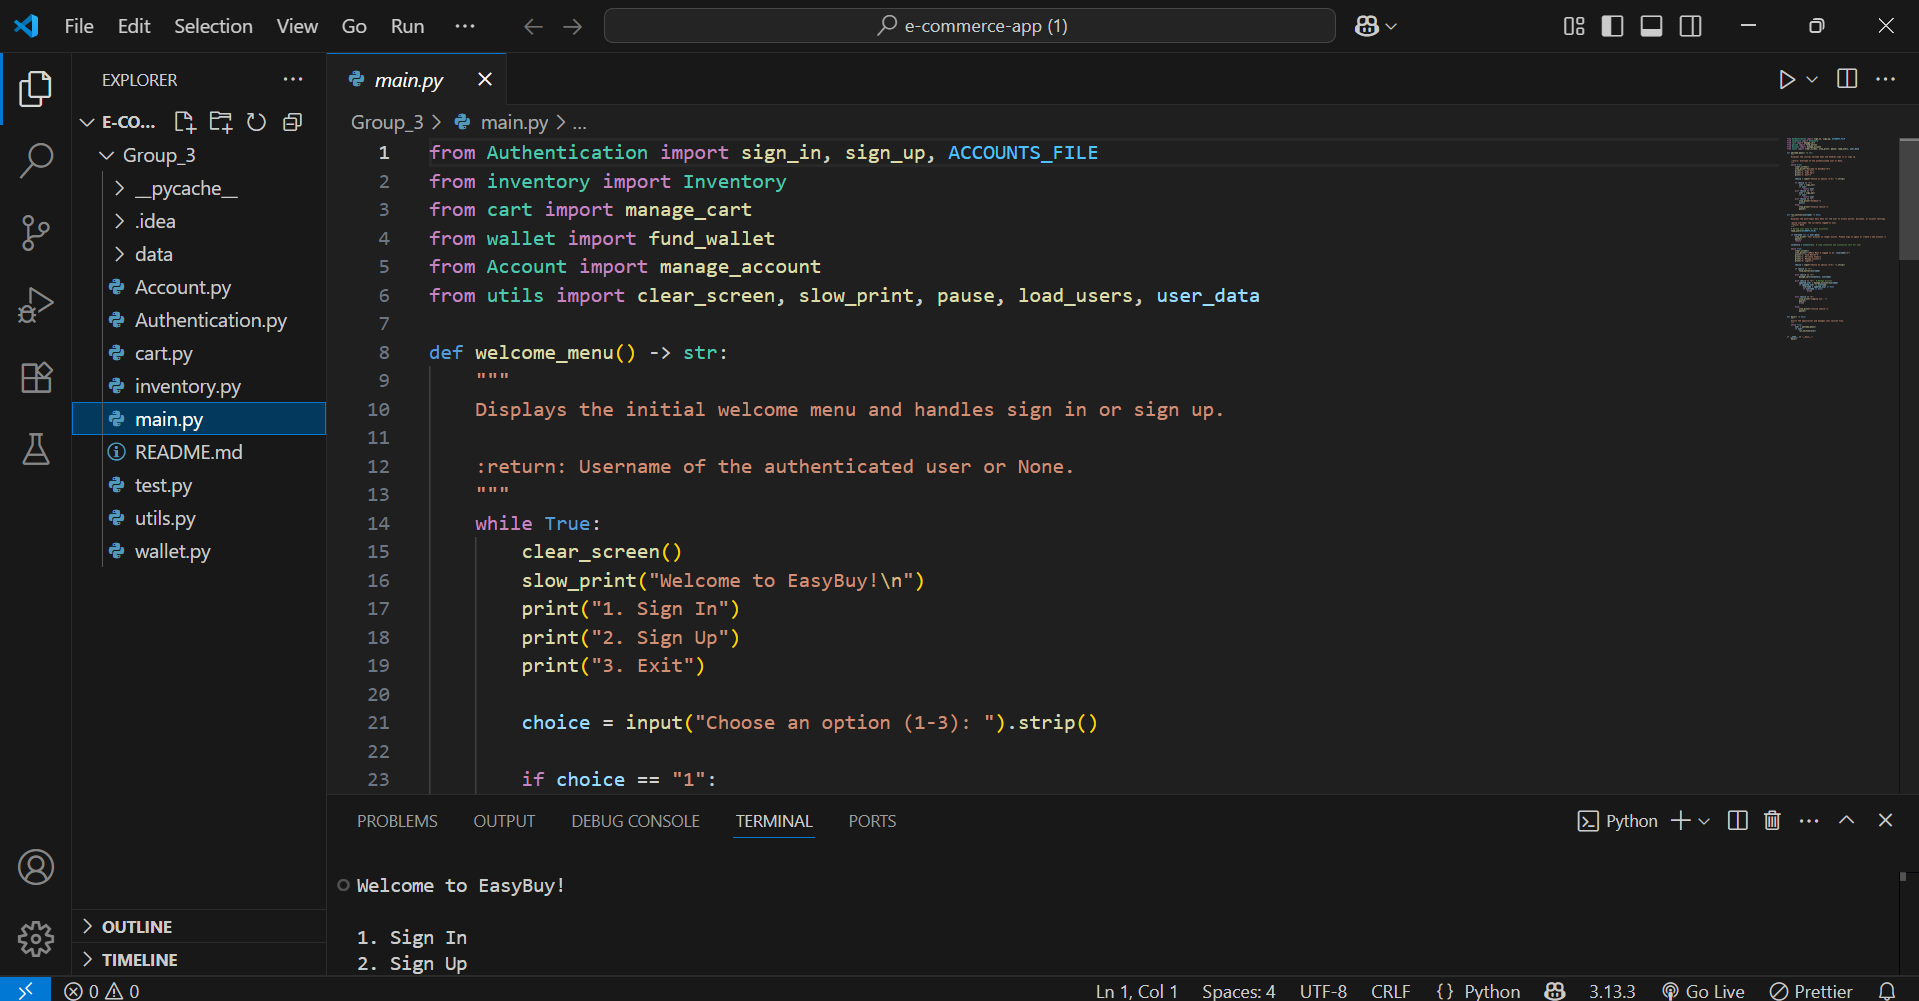 File Edit Selection View Go Run ... e-commerce-app (1)
EXPLORER ...
E-CO...
Group_3
__pycache__
.idea
data
Account.py
Authentication.py
cart.py
inventory.py
main.py
README.md
test.py
utils.py
wallet.py
OUTLINE
TIMELINE
main.py
Group_3 > main.py > ...
1 from Authentication import sign_in, sign_up, ACCOUNTS_FILE
2 from inventory import Inventory
3 from cart import manage_cart
4 from wallet import fund_wallet
5 from Account import manage_account
6 from utils import clear_screen, slow_print, pause, load_users, user_data
7
8 def welcome_menu() -> str:
9 """
10 Displays the initial welcome menu and handles sign in or sign up.
11
12 :return: Username of the authenticated user or None.
13 """
14 while True:
15 clear_screen()
16 slow_print("Welcome to EasyBuy!\n")
17 print("1. Sign In")
18 print("2. Sign Up")
19 print("3. Exit")
20
21 choice = input("Choose an option (1-3): ").strip()
22
23 if choice == "1":
PROBLEMS OUTPUT DEBUG CONSOLE TERMINAL PORTS Python
Welcome to EasyBuy!
1. Sign In
2. Sign Up
0 0 Ln 1, Col 1 Spaces: 4 UTF-8 CRLF {} Python 3.13.3 Go Live Prettier